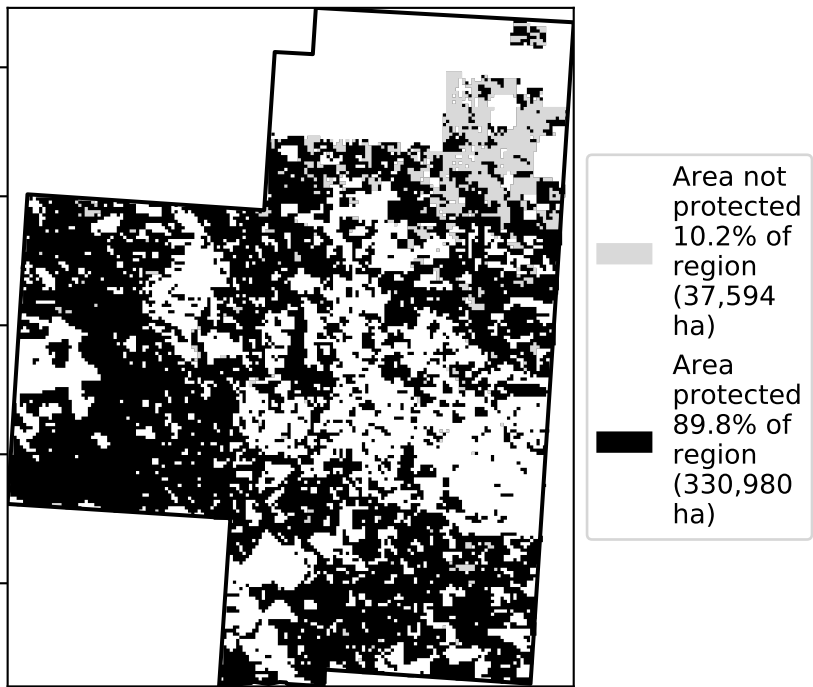 Area not
protected
10.2% of
region
(37,594
ha)
Area
protected
89.8% of
region
(330,980
ha)